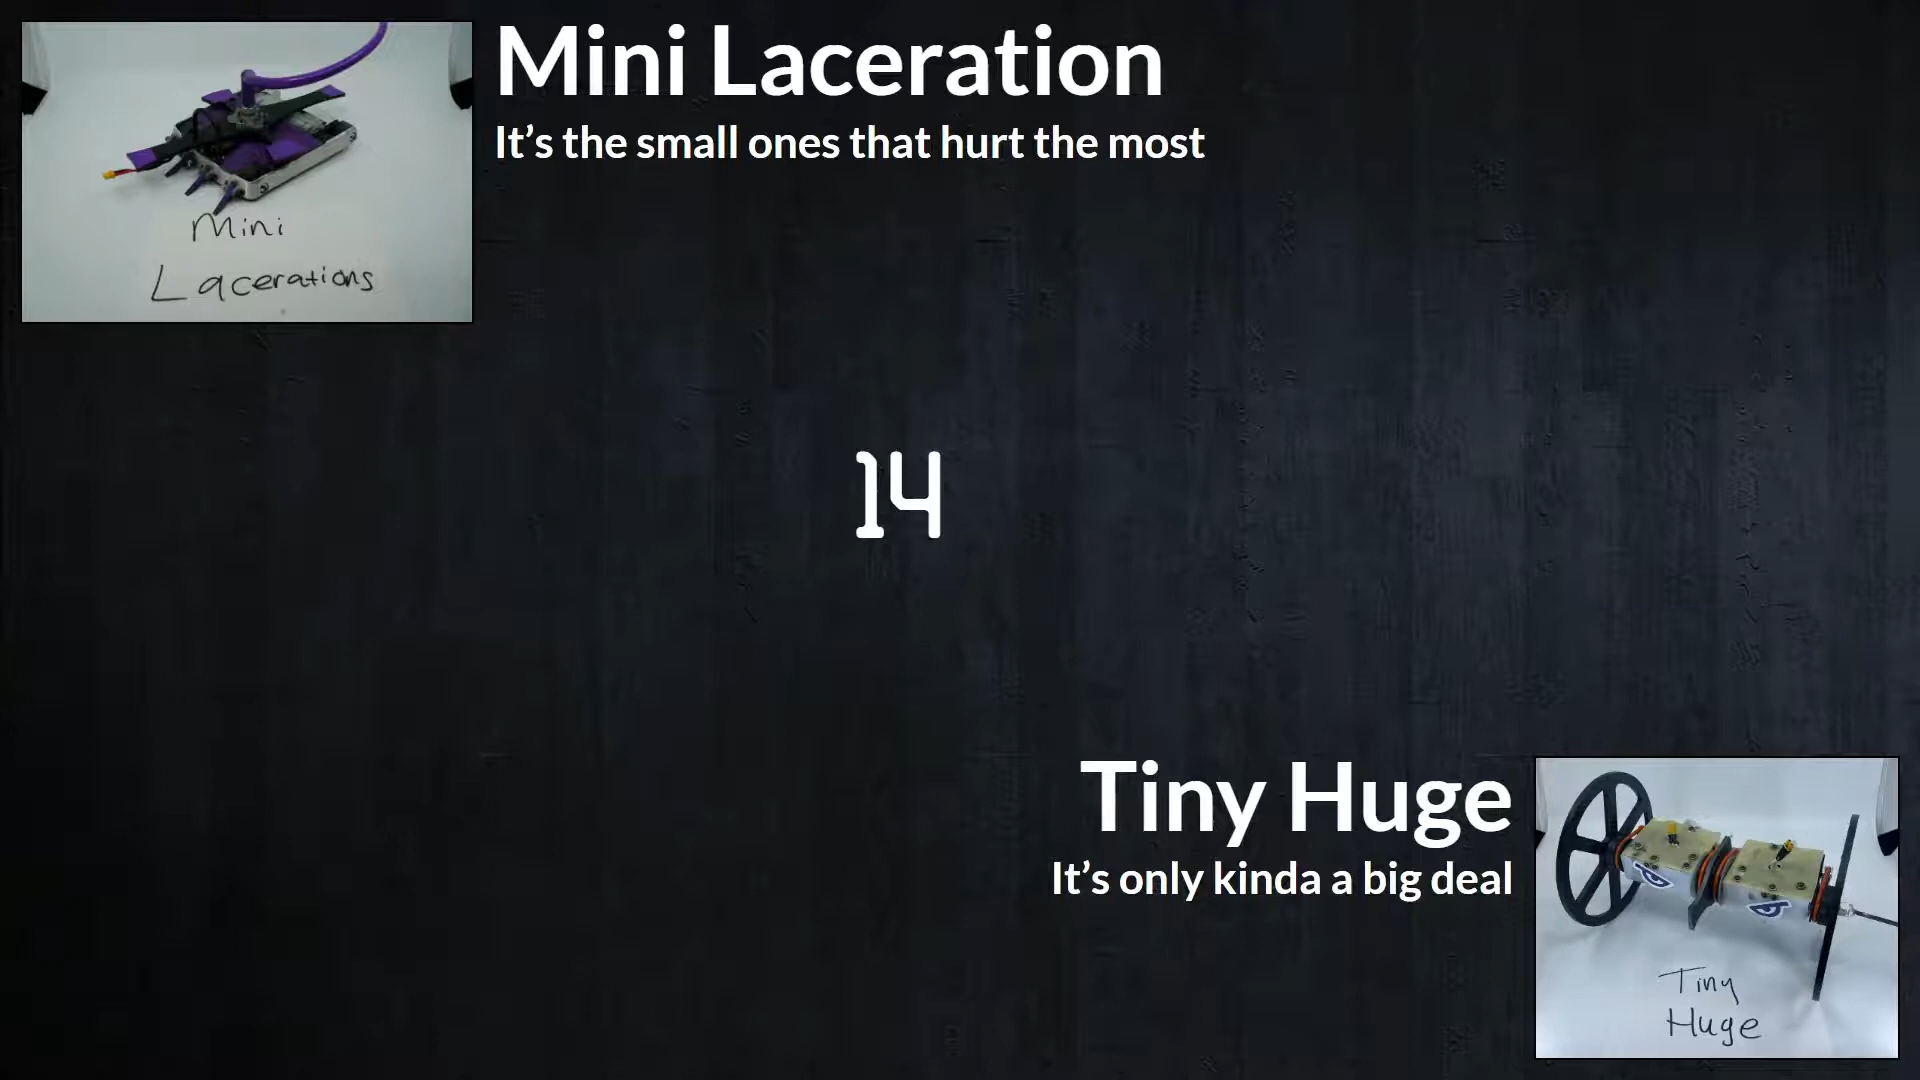 Mini Laceration
It's the small ones that hurt the most
Mini
Lacerations
14
Tiny Huge
It's only kinda a big deal
Tiny
Huge